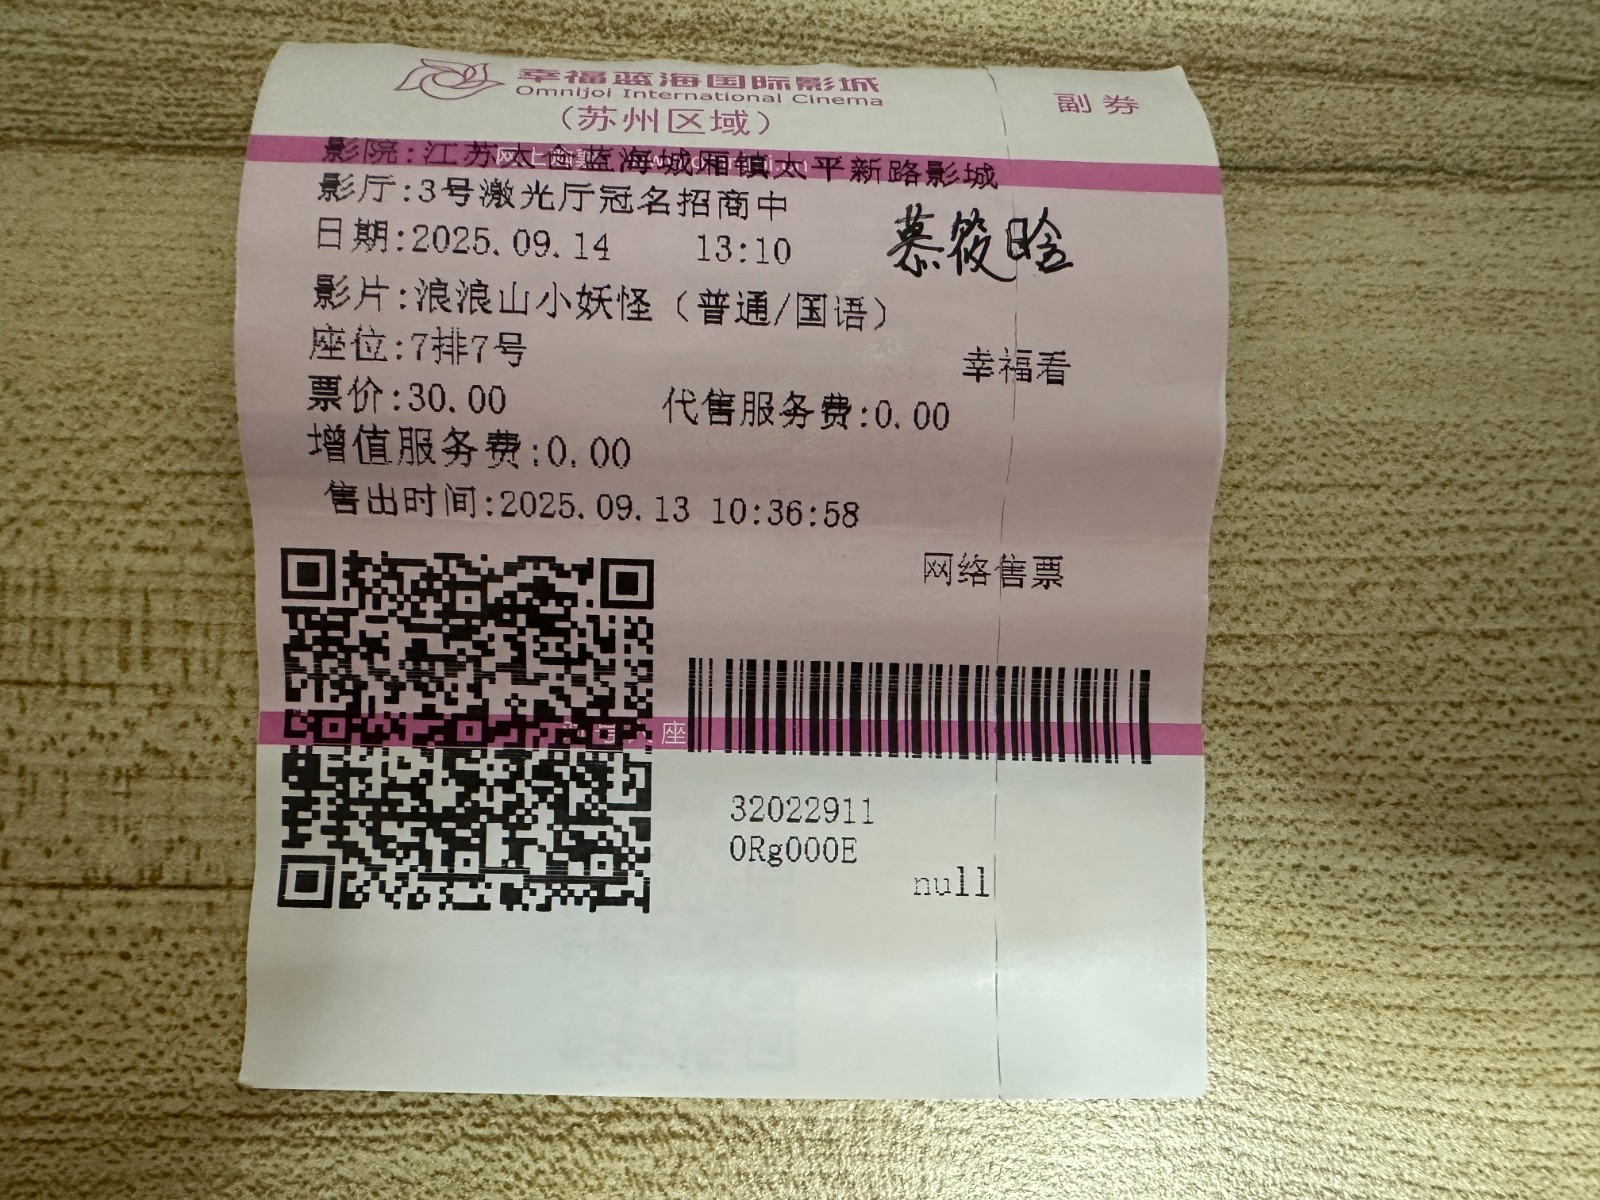 幸福蓝海国际影城
Omnijoi International Cinema
(苏州区域)
副券
影院:江苏太仓蓝海城厢镇太平新路影城
影厅:3号激光厅冠名招商中
日期:2025.09.14 13:10
影片:浪浪山小妖怪（普通/国语）
座位:7排7号
幸福看
票价:30.00 代售服务费:0.00
增值服务费:0.00
售出时间:2025.09.13 10:36:58
网络售票
座
32022911
0Rg000E
null